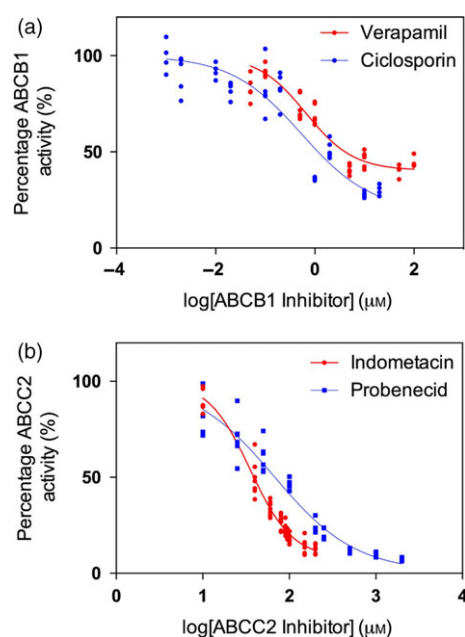 (a)
Verapamil
Ciclosporin
Percentage ABCB1
activity (%)
100
50
0
–4
–2
0
2
log[ABCB1 Inhibitor] (μM)
(b)
Indometacin
Probenecid
Percentage ABCC2
activity (%)
100
50
0
0
1
2
3
4
log[ABCC2 Inhibitor] (μM)